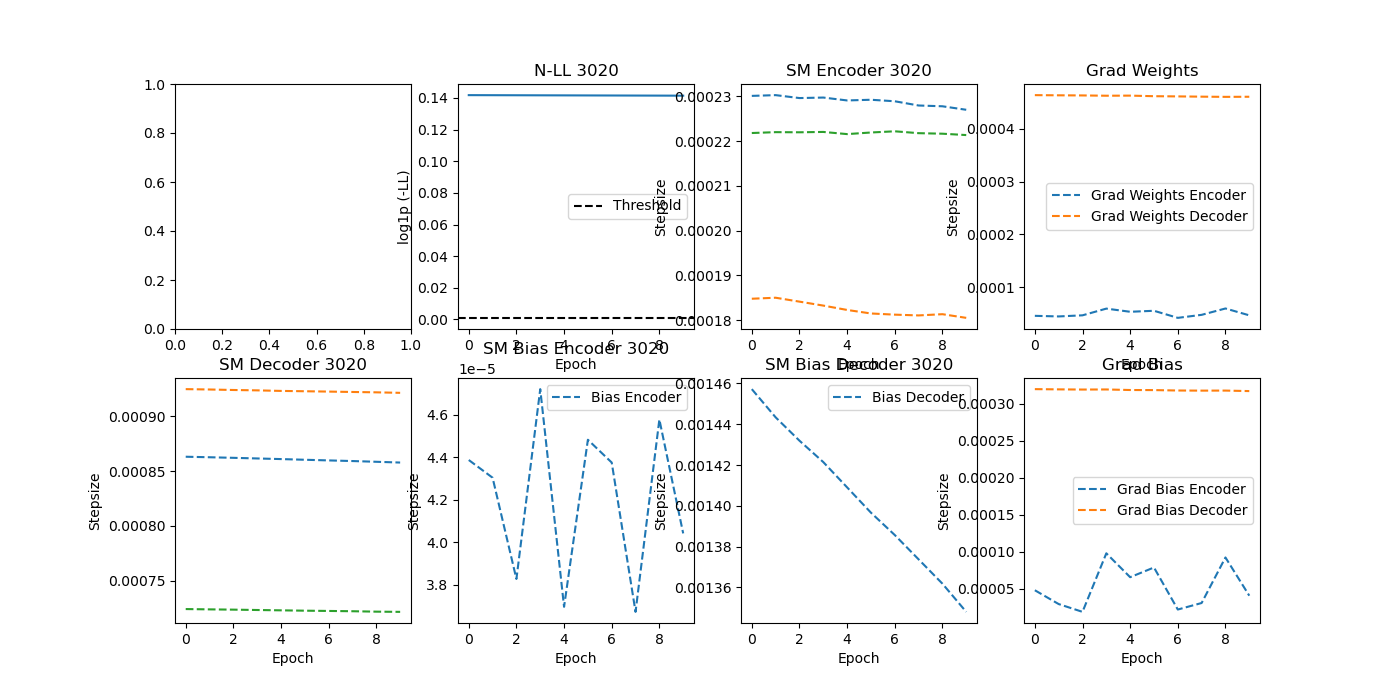 N-LL 3020
SM Encoder 3020
Grad Weights
1.0
0.8
0.6
0.4
0.2
0.0
0.0 0.2 0.4 0.6 0.8 1.0
log1p (-LL)
0.14
0.12
0.10
0.08
0.06
0.04
0.02
0.00
Threshold
0 2 4 6 8
Epoch
Stepsize
0.00023
0.00022
0.00021
0.00020
0.00019
0.00018
0 2 4 6 8
Epoch
Stepsize
0.0004
0.0003
0.0002
0.0001
Grad Weights Encoder
Grad Weights Decoder
0 2 4 6 8
Epoch
SM Decoder 3020
SM Bias Encoder 3020
SM Bias Decoder 3020
Grad Bias
Stepsize
0.00090
0.00085
0.00080
0.00075
0 2 4 6 8
Epoch
Stepsize
1e−5
4.6
4.4
4.2
4.0
3.8
Bias Encoder
0 2 4 6 8
Epoch
Stepsize
0.00146
0.00144
0.00142
0.00140
0.00138
0.00136
Bias Decoder
0 2 4 6 8
Epoch
Stepsize
0.00030
0.00025
0.00020
0.00015
0.00010
0.00005
Grad Bias Encoder
Grad Bias Decoder
0 2 4 6 8
Epoch